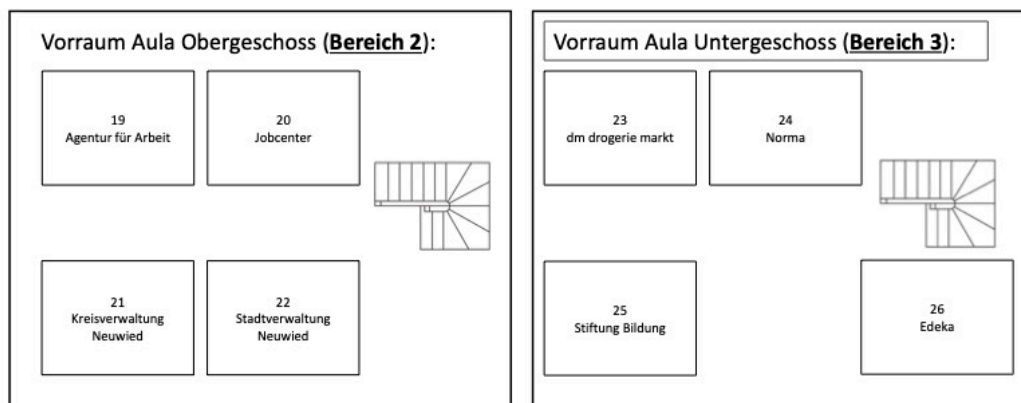 Vorraum Aula Obergeschoss (Bereich 2):
19
Agentur für Arbeit
20
Jobcenter
21
Kreisverwaltung
Neuwied
22
Stadtverwaltung
Neuwied
Vorraum Aula Untergeschoss (Bereich 3):
23
dm drogerie markt
24
Norma
25
Stiftung Bildung
26
Edeka